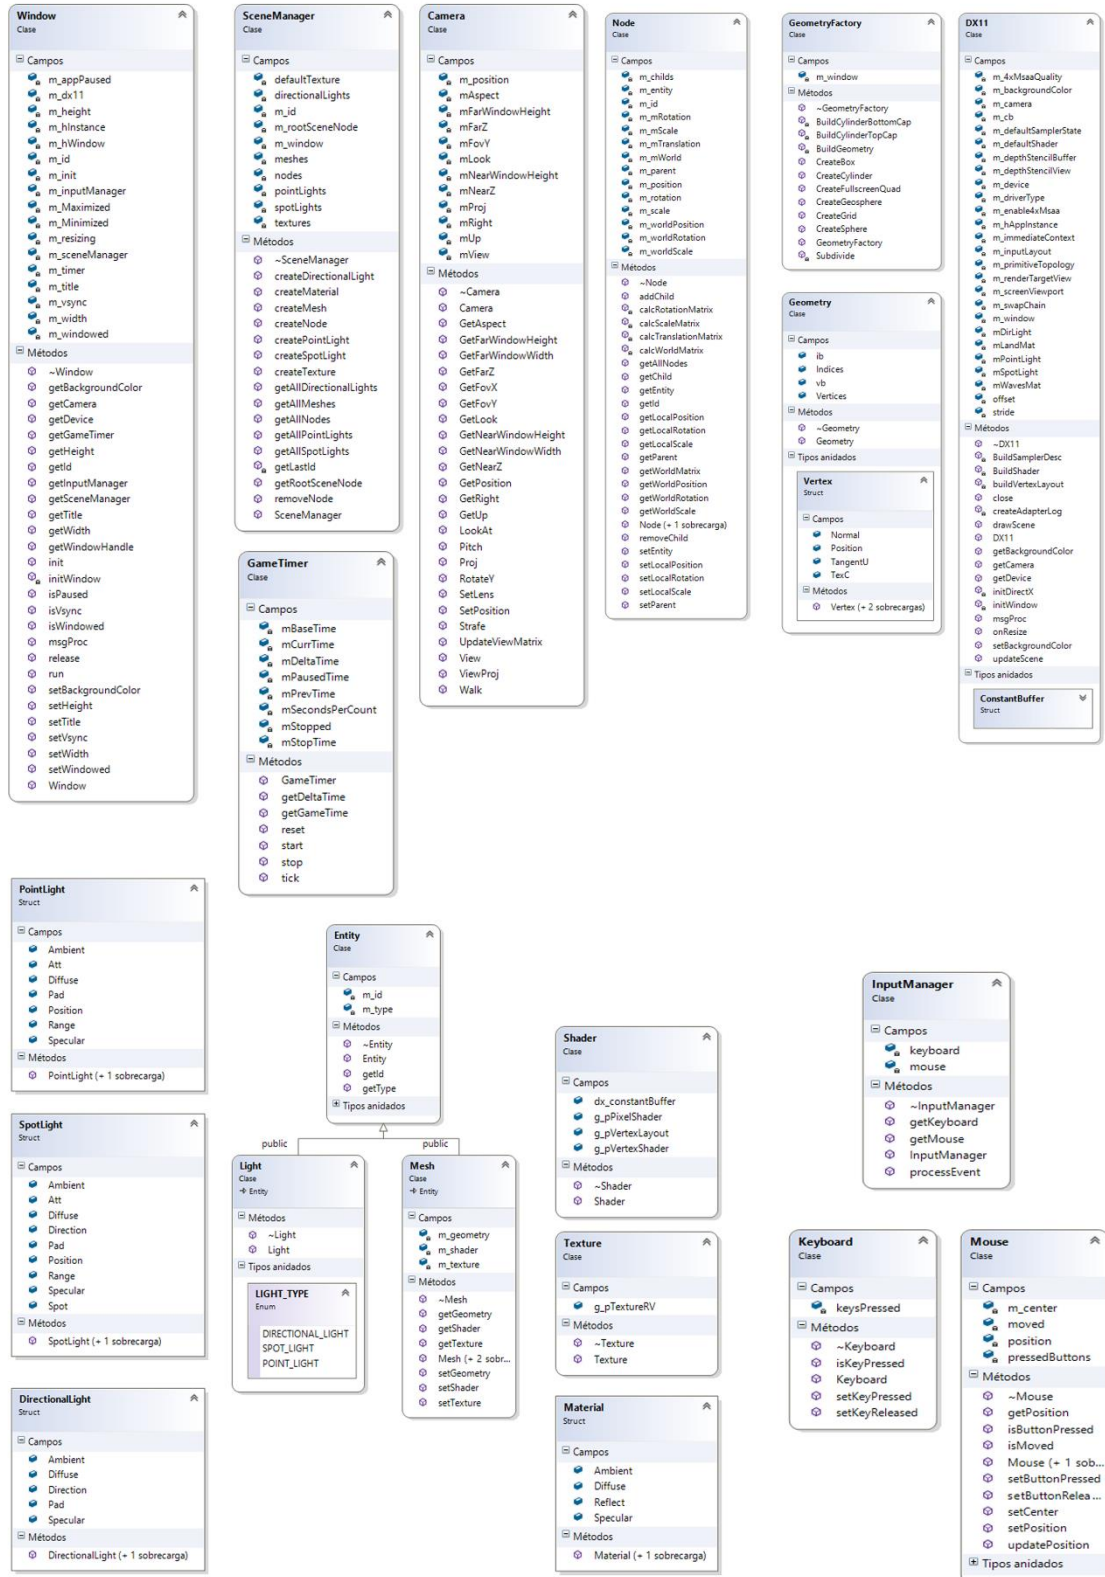 Window
Clase
Campos
m_appPaused
m_dx11
m_height
m_hInstance
m_hWindow
m_id
m_init
m_inputManager
m_Maximized
m_Minimized
m_resizing
m_sceneManager
m_timer
m_title
m_vsync
m_width
m_windowed
Métodos
~Window
getBackgroundColor
getCamera
getDevice
getGameTimer
getHeight
getId
getInputManager
getSceneManager
getTitle
getWidth
getWindowHandle
init
initWindow
isPaused
isVsync
isWindowed
msgProc
release
run
setBackgroundColor
setHeight
setTitle
setVsync
setWidth
setWindowed
Window
SceneManager
Clase
Campos
defaultTexture
directionalLights
m_id
m_rootSceneNode
m_window
meshes
nodes
pointLights
spotLights
textures
Métodos
~SceneManager
createDirectionalLight
createMaterial
createMesh
createNode
createPointLight
createSpotLight
createTexture
getAllDirectionalLights
getAllMeshes
getAllNodes
getAllPointLights
getAllSpotLights
getLastId
getRootSceneNode
removeNode
SceneManager
GameTimer
Clase
Campos
mBaseTime
mCurrTime
mDeltaTime
mPausedTime
mPrevTime
mSecondsPerCount
mStopped
mStopTime
Métodos
GameTimer
getDeltaTime
getGameTime
reset
start
stop
tick
Camera
Clase
Campos
m_position
mAspect
mFarWindowHeight
mFarZ
mFovY
mLook
mNearWindowHeight
mNearZ
mProj
mRight
mUp
mView
Métodos
~Camera
Camera
GetAspect
GetFarWindowHeight
GetFarWindowWidth
GetFarZ
GetFovX
GetFovY
GetLook
GetNearWindowHeight
GetNearWindowWidth
GetNearZ
GetPosition
GetRight
GetUp
LookAt
Pitch
Proj
RotateY
SetLens
SetPosition
Strafe
UpdateViewMatrix
View
ViewProj
Walk
Node
Clase
Campos
m_childs
m_entity
m_id
m_mRotation
m_mScale
m_mTranslation
m_mWorld
m_parent
m_position
m_rotation
m_scale
m_worldPosition
m_worldRotation
m_worldScale
Métodos
~Node
addChild
calcRotationMatrix
calcScaleMatrix
calcTranslationMatrix
calcWorldMatrix
getAllNodes
getChild
getEntity
getId
getLocalPosition
getLocalRotation
getLocalScale
getParent
getWorldMatrix
getWorldPosition
getWorldRotation
getWorldScale
Node (+ 1 sobrecarga)
removeChild
setEntity
setLocalPosition
setLocalRotation
setLocalScale
setParent
GeometryFactory
Clase
Campos
m_window
Métodos
~GeometryFactory
BuildCylinderBottomCap
BuildCylinderTopCap
BuildGeometry
CreateBox
CreateCylinder
CreateFullscreenQuad
CreateGeosphere
CreateGrid
CreateSphere
GeometryFactory
Subdivide
Geometry
Clase
Campos
ib
Indices
vb
Vertices
Métodos
~Geometry
Geometry
Tipos anidados
Vertex
Struct
Campos
Normal
Position
TangentU
TexC
Métodos
Vertex (+ 2 sobrecargas)
DX11
Clase
Campos
m_4xMsaaQuality
m_backgroundColor
m_camera
m_cb
m_defaultSamplerState
m_defaultShader
m_depthStencilBuffer
m_depthStencilView
m_device
m_driverType
m_enable4xMsaa
m_hAppInstance
m_immediateContext
m_inputLayout
m_primitiveTopology
m_renderTargetView
m_screenViewport
m_swapChain
m_window
mDirLight
mLandMat
mPointLight
mSpotLight
mWavesMat
offset
stride
Métodos
~DX11
BuildSamplerDesc
BuildShader
buildVertexLayout
close
createAdapterLog
drawScene
DX11
getBackgroundColor
getCamera
getDevice
initDirectX
initWindow
msgProc
onResize
setBackgroundColor
updateScene
Tipos anidados
ConstantBuffer
Struct
PointLight
Struct
Campos
Ambient
Att
Diffuse
Pad
Position
Range
Specular
Métodos
PointLight (+ 1 sobrecarga)
SpotLight
Struct
Campos
Ambient
Att
Diffuse
Direction
Pad
Position
Range
Specular
Spot
Métodos
SpotLight (+ 1 sobrecarga)
DirectionalLight
Struct
Campos
Ambient
Diffuse
Direction
Pad
Specular
Métodos
DirectionalLight (+ 1 sobrecarga)
Entity
Clase
Campos
m_id
m_type
Métodos
~Entity
Entity
getId
getType
Tipos anidados
public
public
Light
Clase
Entity
Métodos
~Light
Light
Tipos anidados
LIGHT_TYPE
Enum
DIRECTIONAL_LIGHT
SPOT_LIGHT
POINT_LIGHT
Mesh
Clase
Entity
Campos
m_geometry
m_shader
m_texture
Métodos
~Mesh
getGeometry
getShader
getTexture
Mesh (+ 2 sobr...
setGeometry
setShader
setTexture
Shader
Clase
Campos
dx_constantBuffer
g_pPixelShader
g_pVertexLayout
g_pVertexShader
Métodos
~Shader
Shader
Texture
Clase
Campos
g_pTextureRV
Métodos
~Texture
Texture
Material
Struct
Campos
Ambient
Diffuse
Reflect
Specular
Métodos
Material (+ 1 sobrecarga)
InputManager
Clase
Campos
keyboard
mouse
Métodos
~InputManager
getKeyboard
getMouse
InputManager
processEvent
Keyboard
Clase
Campos
keysPressed
Métodos
~Keyboard
isKeyPressed
Keyboard
setKeyPressed
setKeyReleased
Mouse
Clase
Campos
m_center
moved
position
pressedButtons
Métodos
~Mouse
getPosition
isButtonPressed
isMoved
Mouse (+ 1 sob...
setButtonPressed
setButtonRelea...
setCenter
setPosition
updatePosition
Tipos anidados